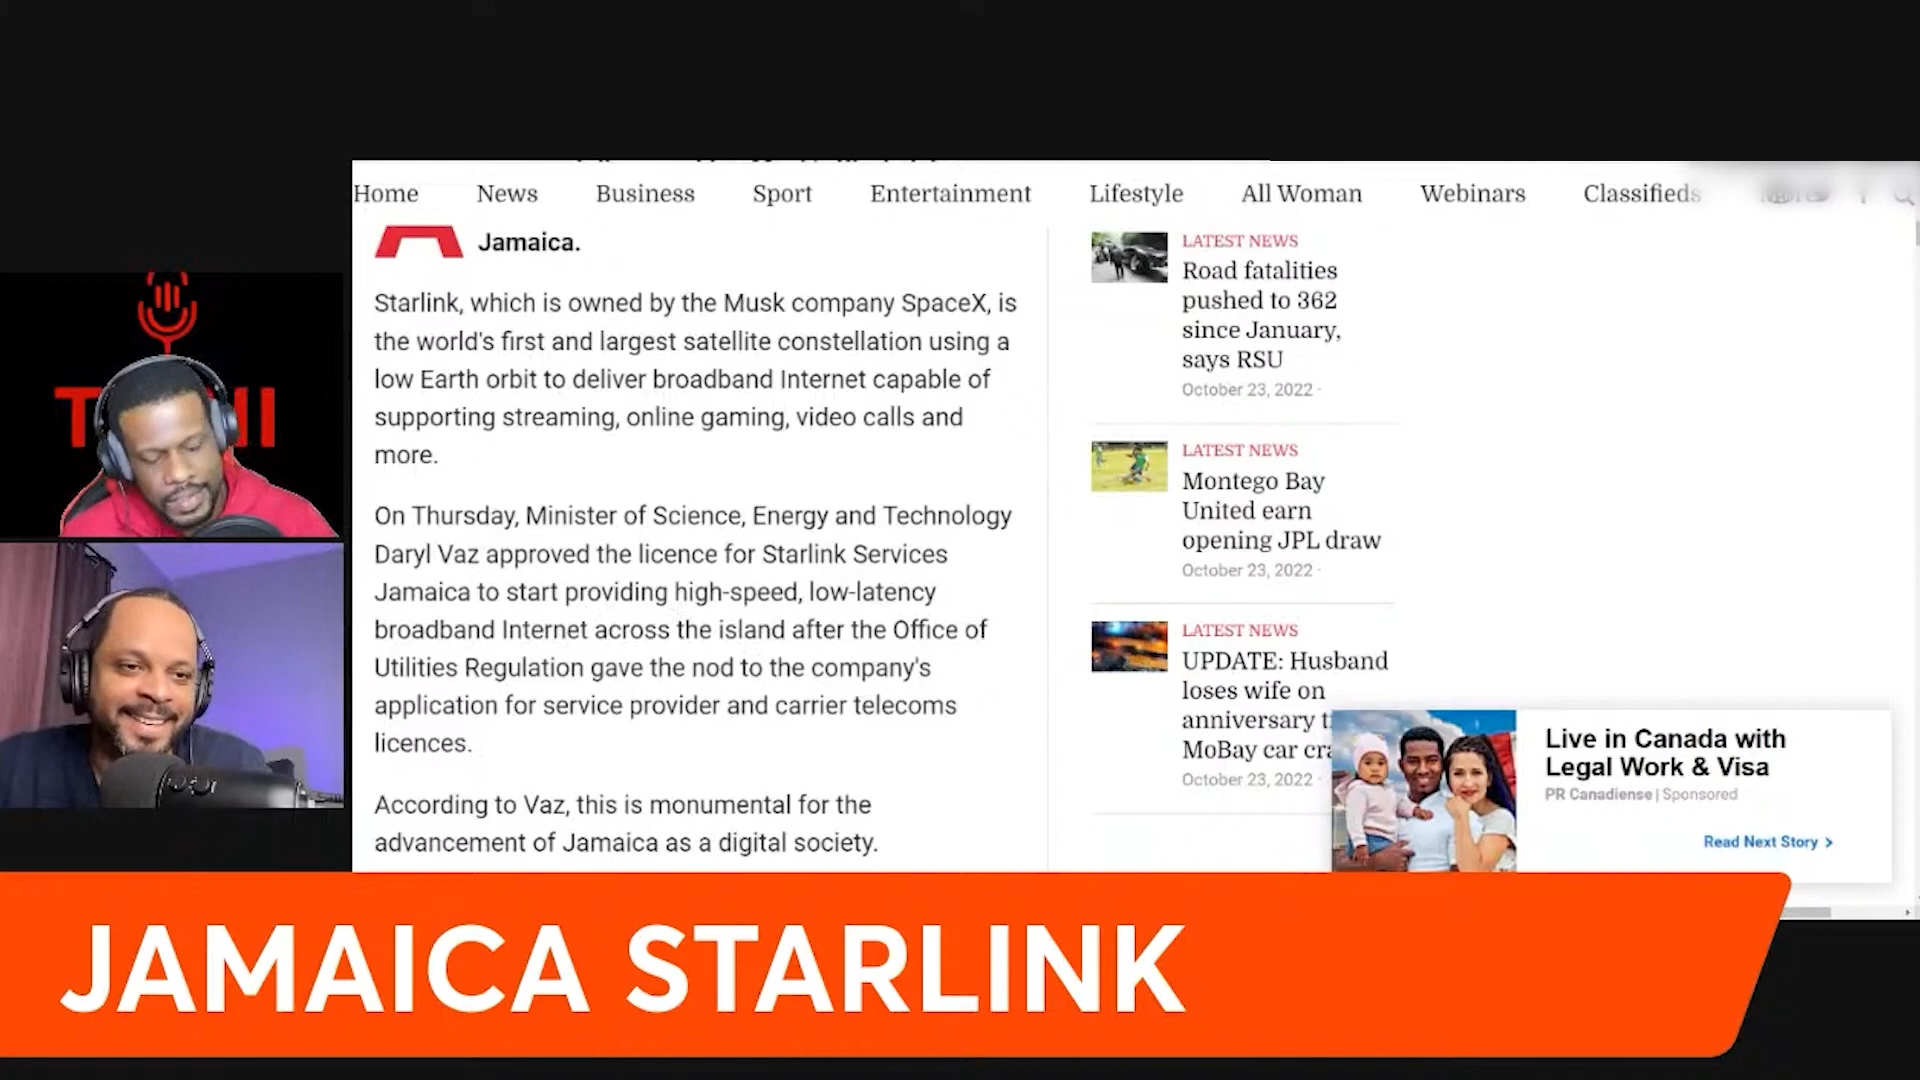 Home News Business Sport Entertainment Lifestyle All Woman Webinars Classifieds More
Jamaica.
Starlink, which is owned by the Musk company SpaceX, is
the world's first and largest satellite constellation using a
low Earth orbit to deliver broadband Internet capable of
supporting streaming, online gaming, video calls and
more.
On Thursday, Minister of Science, Energy and Technology
Daryl Vaz approved the licence for Starlink Services
Jamaica to start providing high-speed, low-latency
broadband Internet across the island after the Office of
Utilities Regulation gave the nod to the company's
application for service provider and carrier telecoms
licences.
According to Vaz, this is monumental for the
advancement of Jamaica as a digital society.
LATEST NEWS
Road fatalities
pushed to 362
since January,
says RSU
October 23, 2022 -
LATEST NEWS
Montego Bay
United earn
opening JPL draw
October 23, 2022 -
LATEST NEWS
UPDATE: Husband
loses wife on
anniversary
MoBay car
October 23, 2022 -
Live in Canada with
Legal Work & Visa
PR Canadiense | Sponsored
Read Next Story >
JAMAICA STARLINK